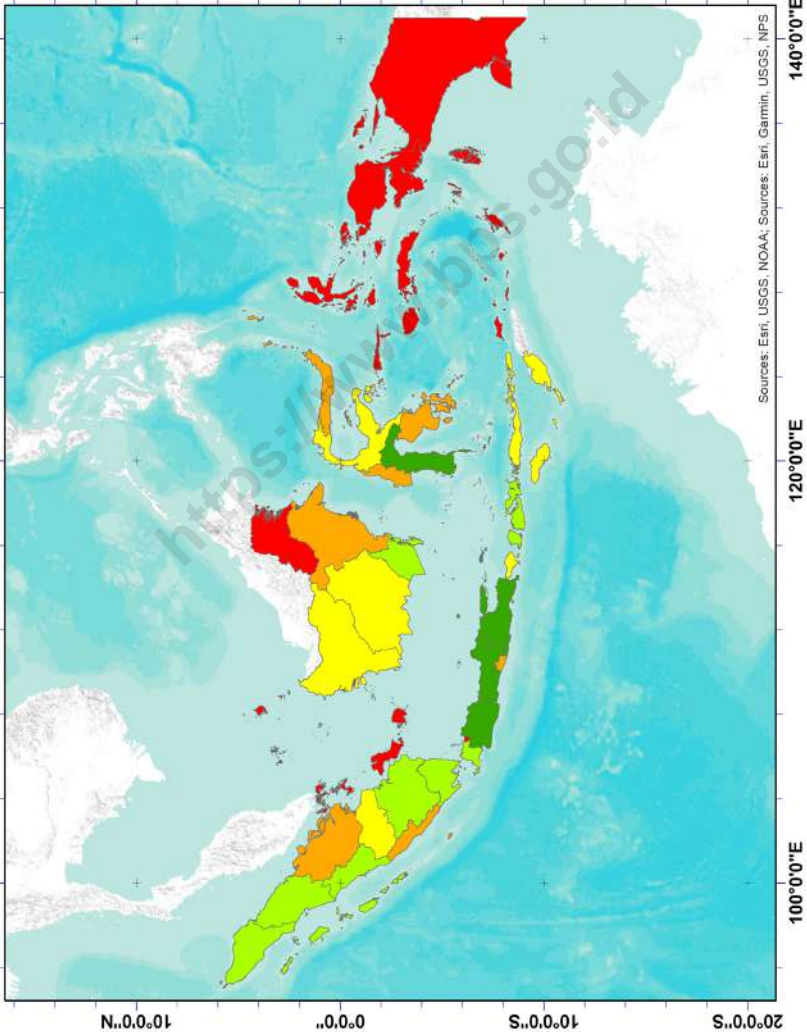 Sources: Esri, USGS, NOAA; Sources: Esri, Garmin, USGS, NPS
https://www.bps.go.id
100°0'0"E
120°0'0"E
140°0'0"E
10°0'0"N
0°0'0"
10°0'0"S
20°0'0"S